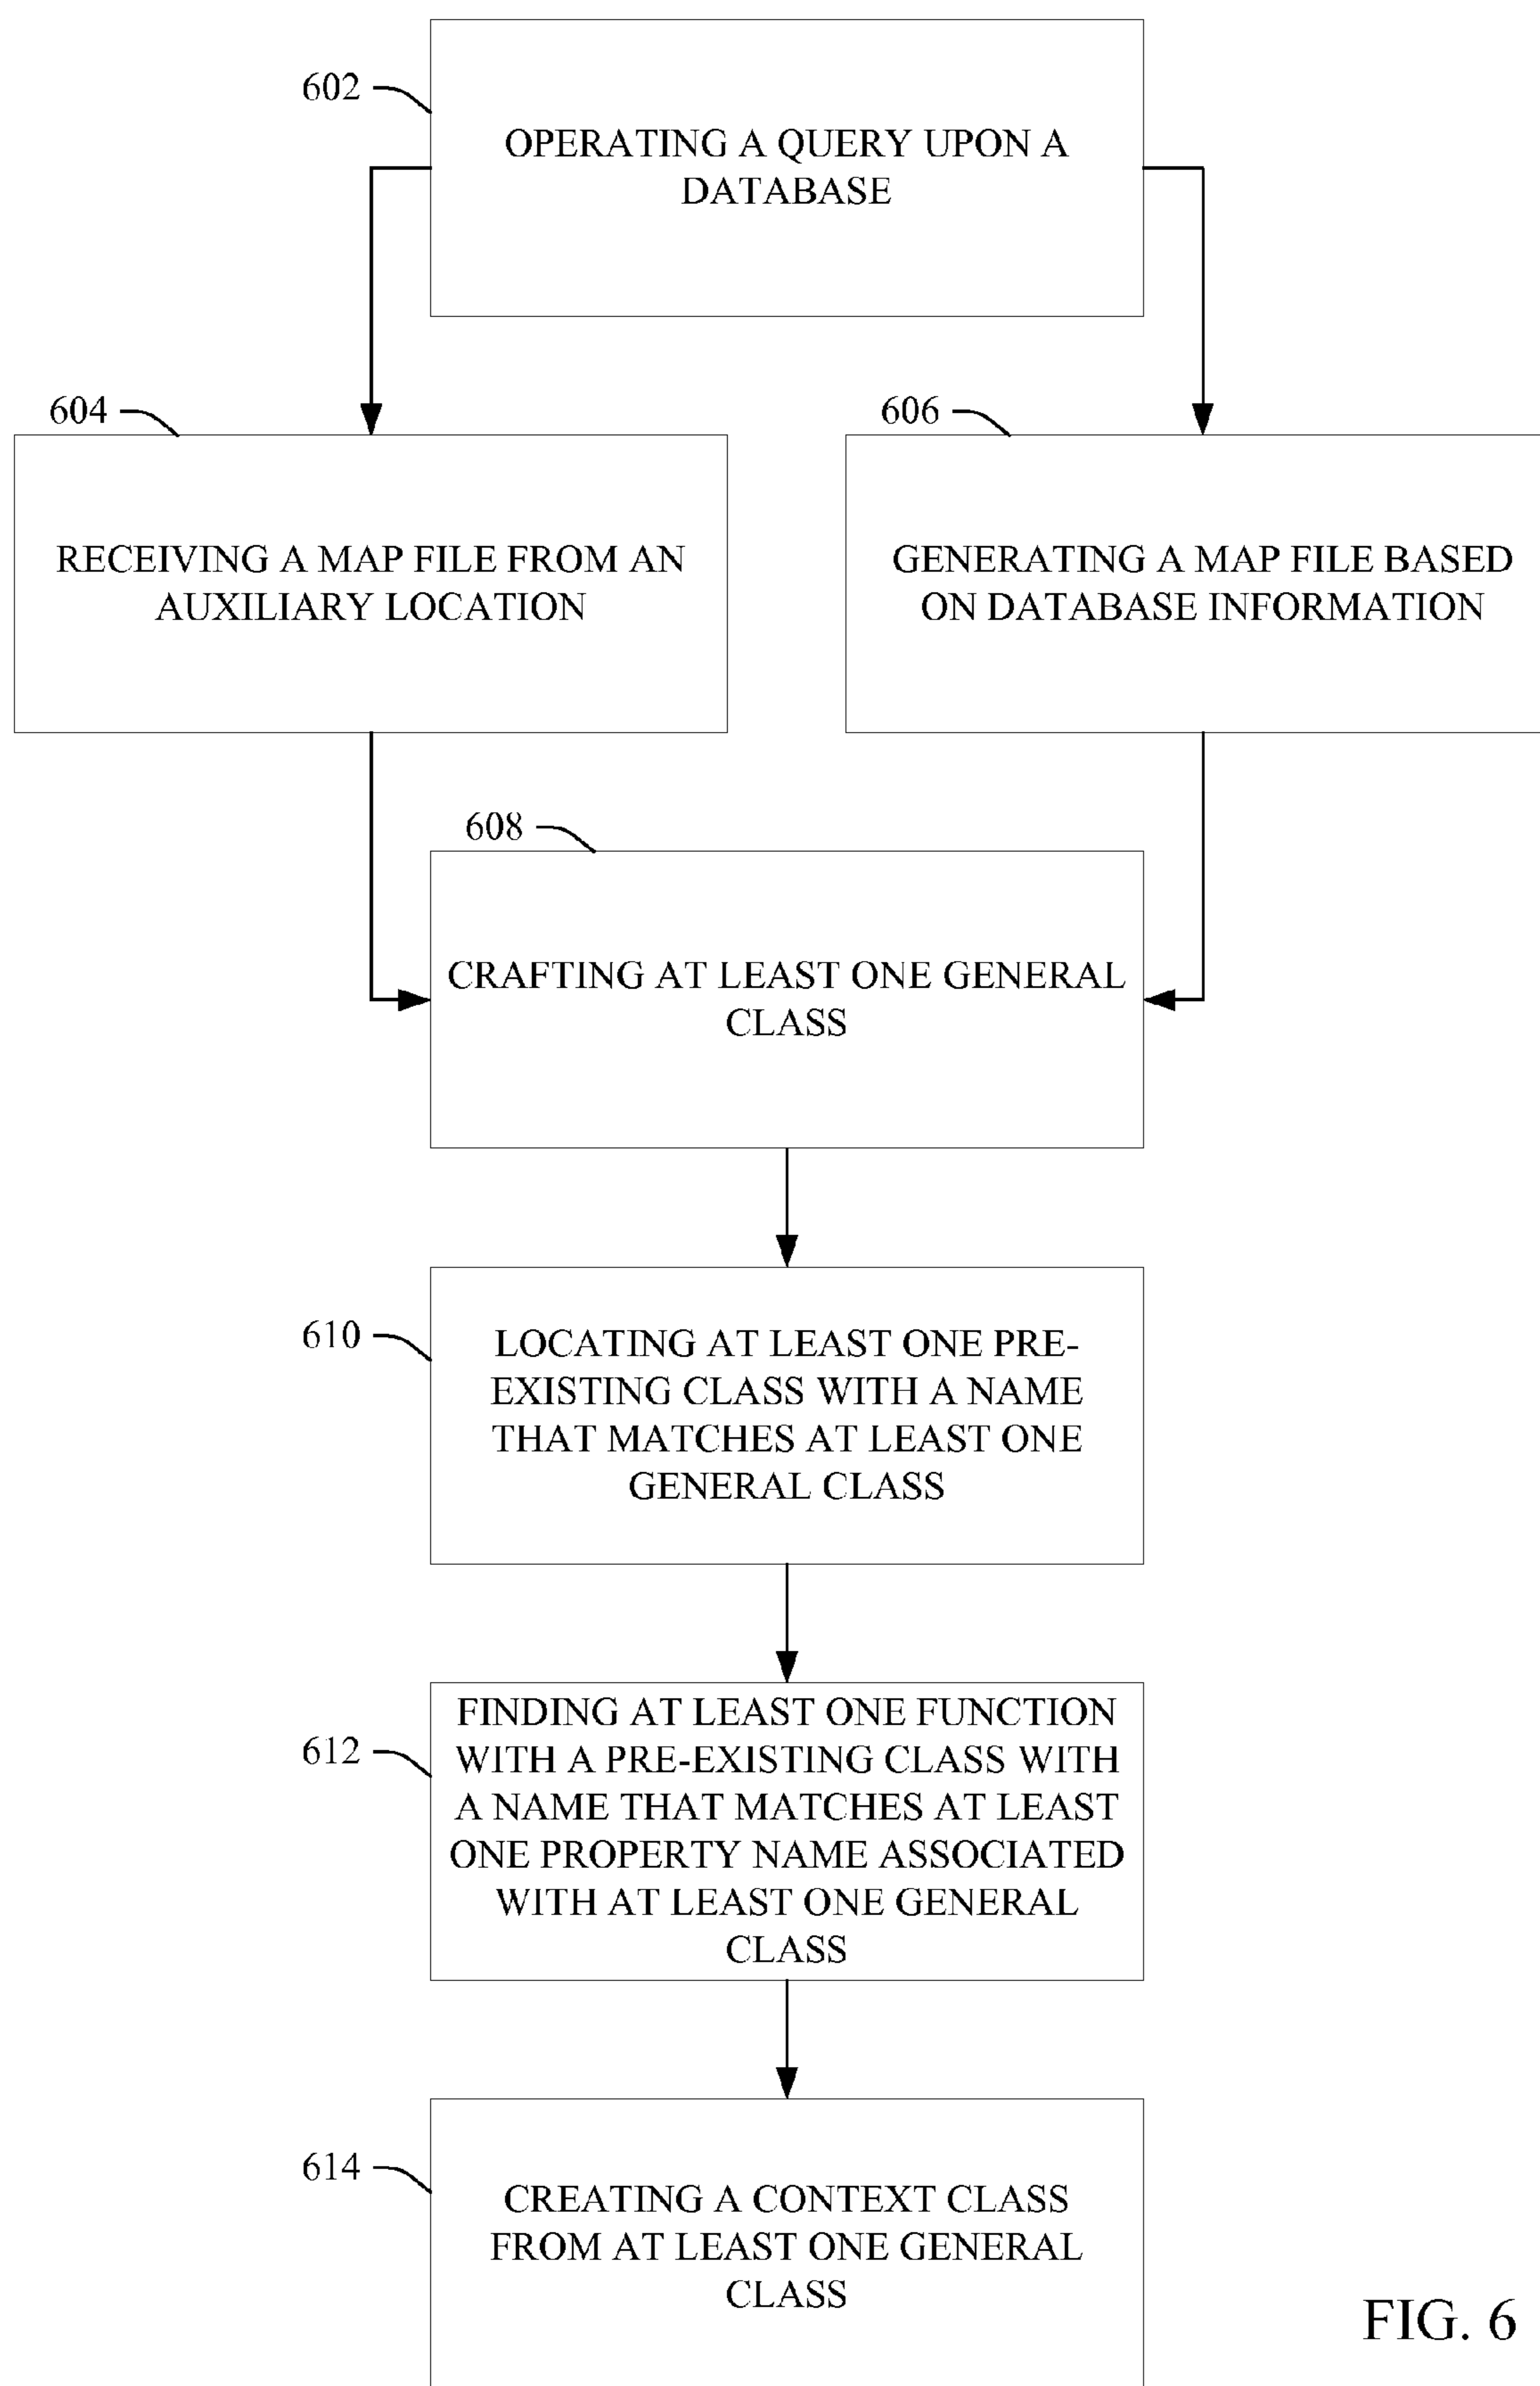 602
OPERATING A QUERY UPON A
DATABASE
604
RECEIVING A MAP FILE FROM AN
AUXILIARY LOCATION
606
GENERATING A MAP FILE BASED
ON DATABASE INFORMATION
608
CRAFTING AT LEAST ONE GENERAL
CLASS
610
LOCATING AT LEAST ONE PRE-
EXISTING CLASS WITH A NAME
THAT MATCHES AT LEAST ONE
GENERAL CLASS
612
FINDING AT LEAST ONE FUNCTION
WITH A PRE-EXISTING CLASS WITH
A NAME THAT MATCHES AT LEAST
ONE PROPERTY NAME ASSOCIATED
WITH AT LEAST ONE GENERAL
CLASS
614
CREATING A CONTEXT CLASS
FROM AT LEAST ONE GENERAL
CLASS
FIG. 6